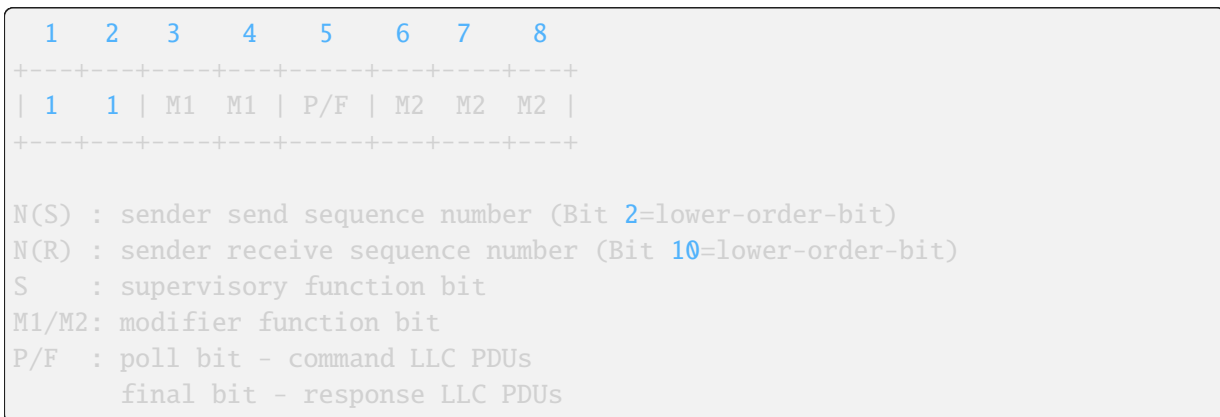 1   2   3    4    5    6   7    8
+---+---+----+---+-----+---+----+---+
| 1   1 | M1  M1 | P/F | M2  M2  M2 |
+---+---+----+---+-----+---+----+---+
N(S) : sender send sequence number (Bit 2=lower-order-bit)
N(R) : sender receive sequence number (Bit 10=lower-order-bit)
S    : supervisory function bit
M1/M2: modifier function bit
P/F  : poll bit - command LLC PDUs
       final bit - response LLC PDUs